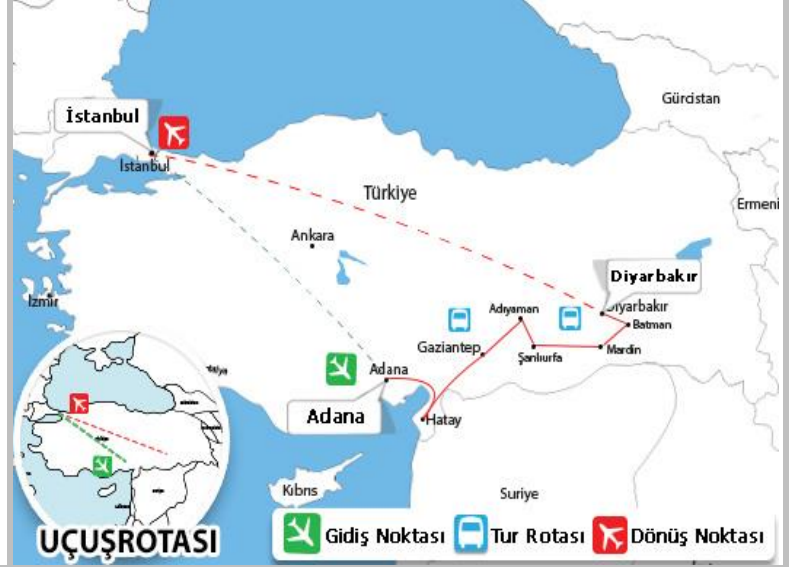 Gürcistan
İstanbul
İstanbul
Türkiye
Ermeni
Ankara
Diyarbakır
Diyarbakır
İzmir
Adıyaman
Batman
Gaziantep
Şanlıurfa
Mardin
Adana
Adana
Hatay
Kıbrıs
Suriye
UÇUŞROTASI
Gidiş Noktası
Tur Rotası
Dönüş Noktası